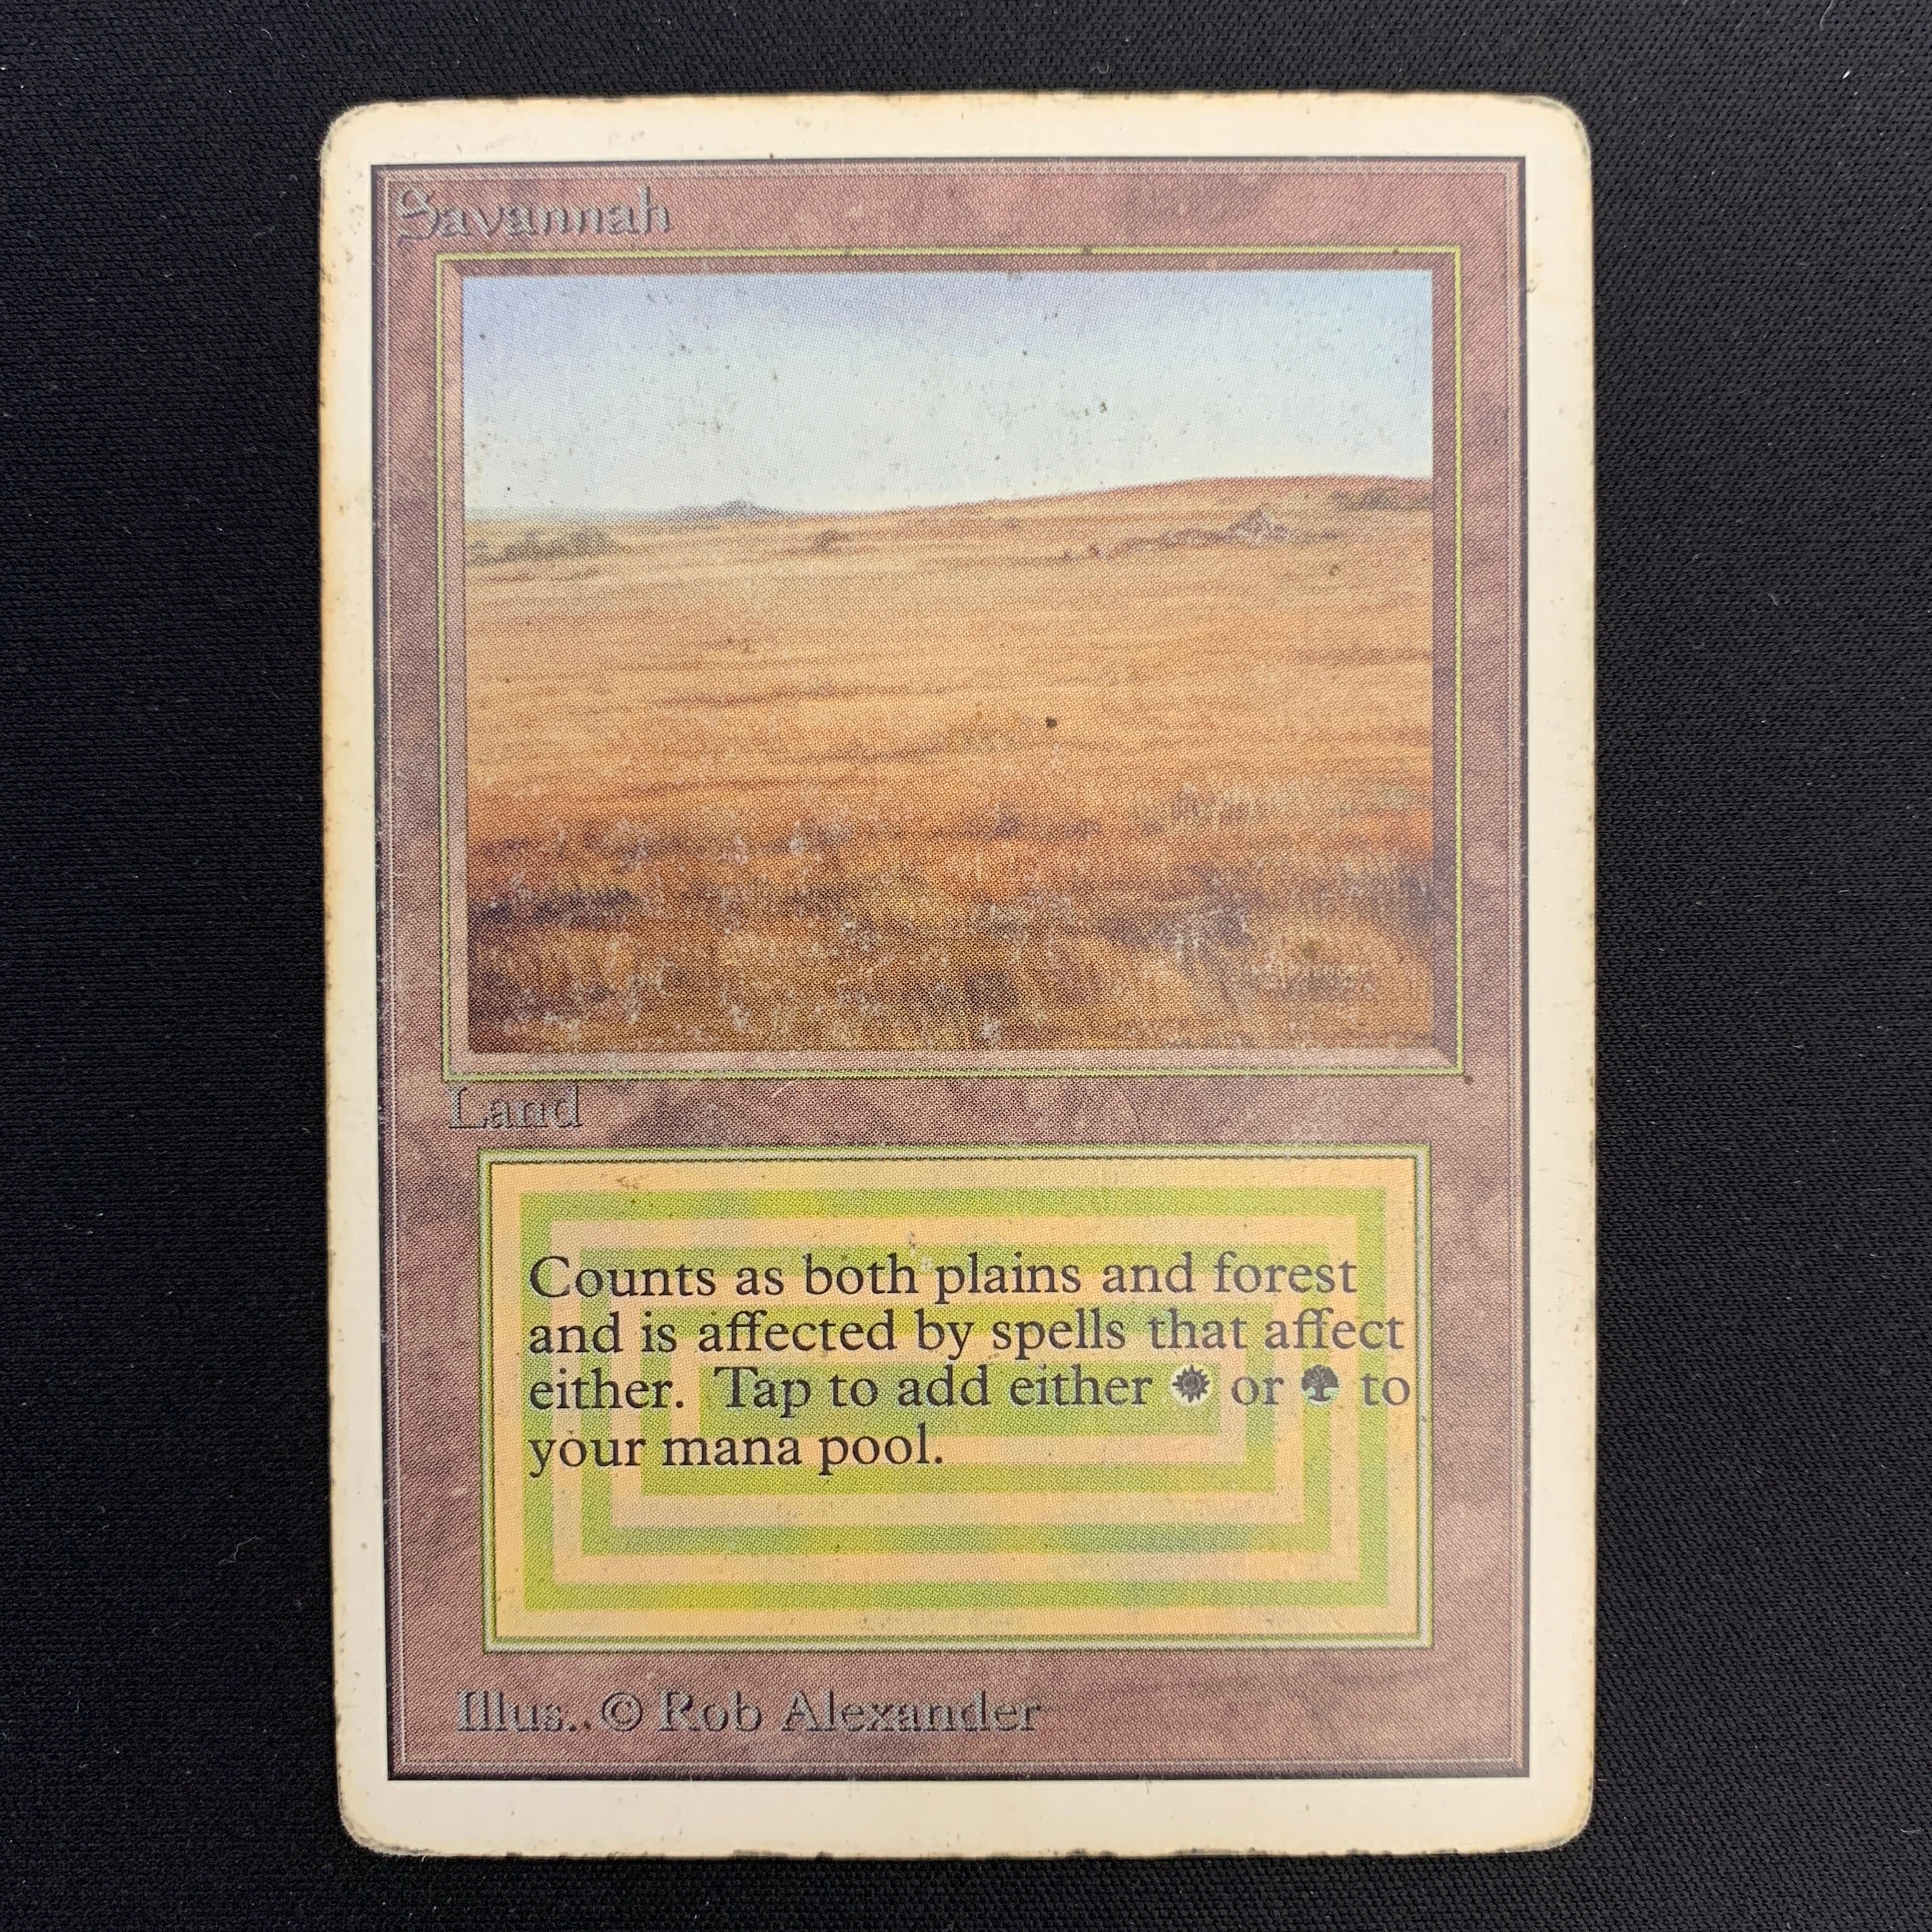 Savannah
Land
Counts as both plains and forest
and is affected by spells that affect
either. Tap to add either or to
your mana pool.
Illus. © Rob Alexander